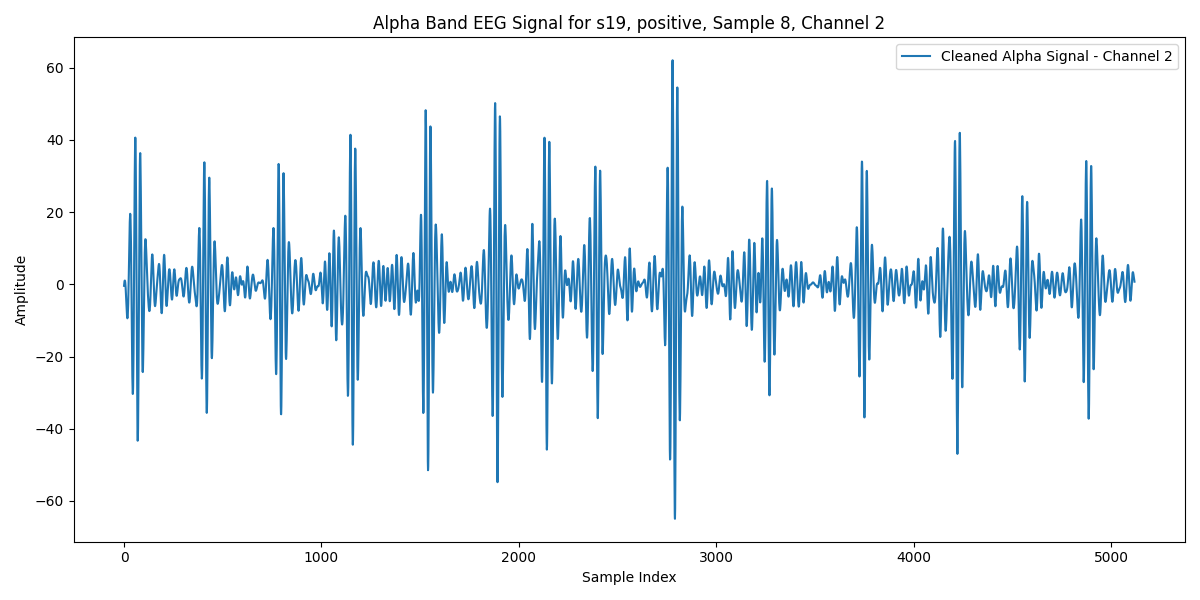 Alpha Band EEG Signal for s19, positive, Sample 8, Channel 2
Cleaned Alpha Signal - Channel 2
Amplitude
60
40
20
0
−20
−40
−60
0 1000 2000 3000 4000 5000
Sample Index